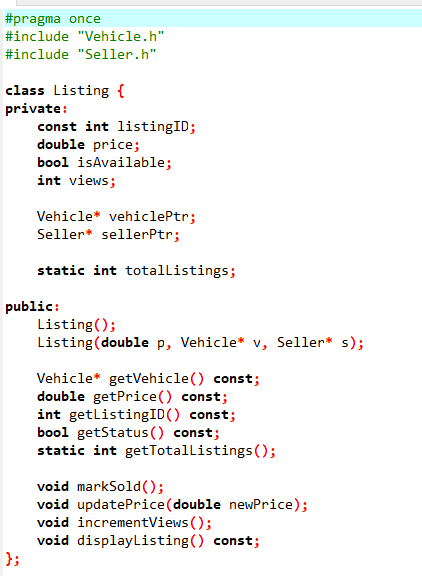 #pragma once
#include "Vehicle.h"
#include "Seller.h"
class Listing {
private:
const int listingID;
double price;
bool isAvailable;
int views;
Vehicle* vehiclePtr;
Seller* sellerPtr;
static int totalListings;
public:
Listing();
Listing(double p, Vehicle* v, Seller* s);
Vehicle* getVehicle() const;
double getPrice() const;
int getListingID() const;
bool getStatus() const;
static int getTotalListings();
void markSold();
void updatePrice(double newPrice);
void incrementViews();
void displayListing() const;
};